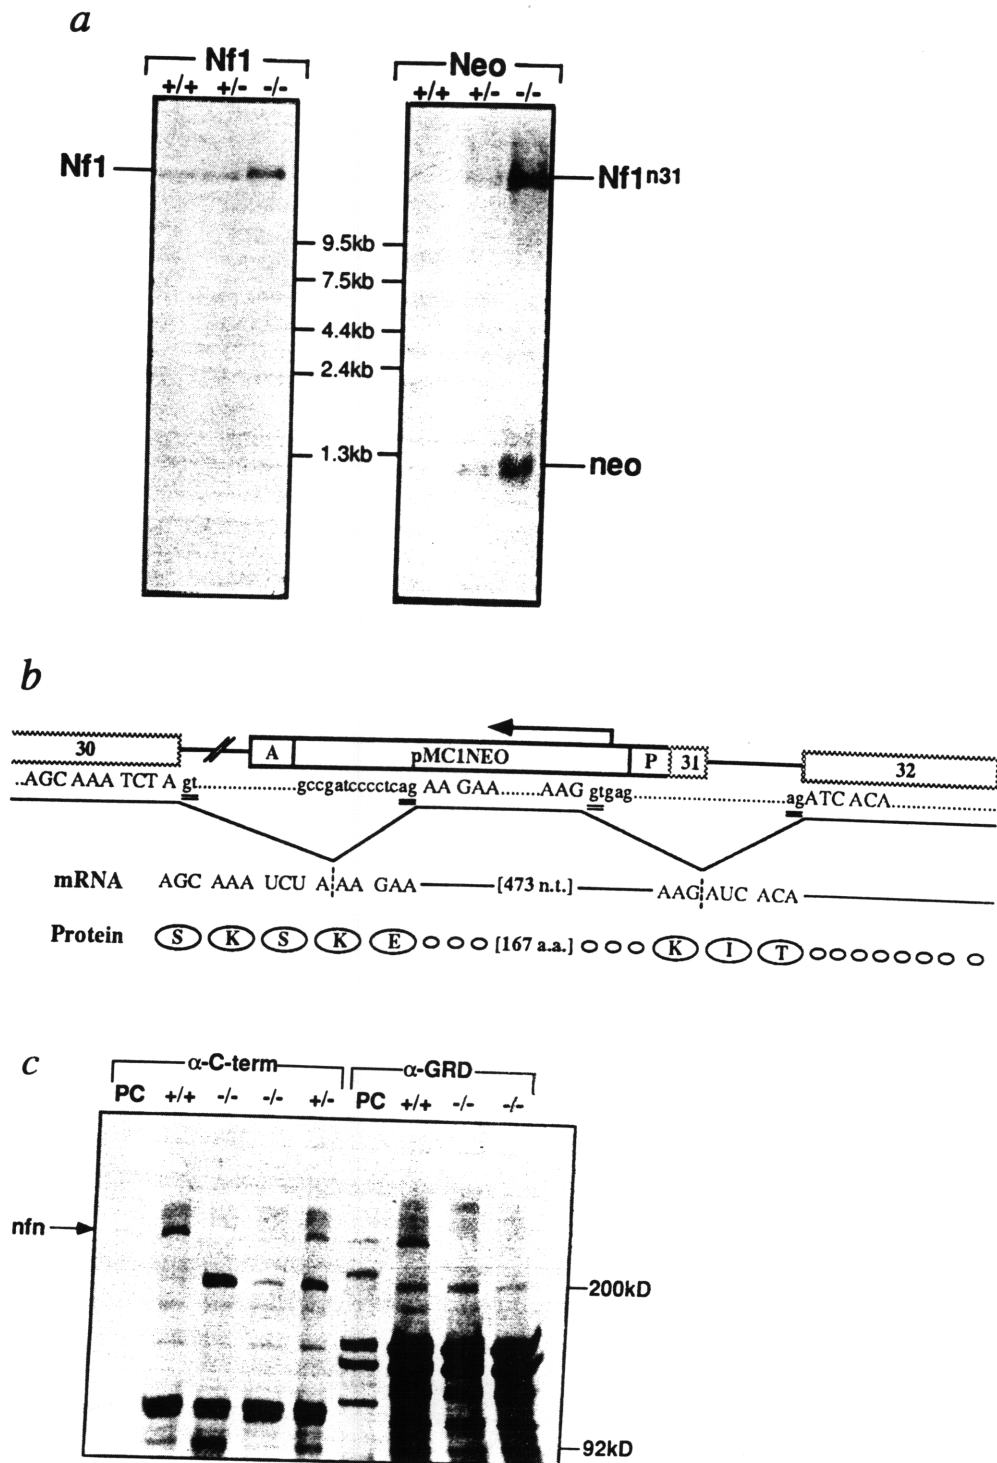 a
Nf1
+/+ +/- -/-
Neo
+/+ +/- -/-
Nf1
Nf1n31
9.5kb
7.5kb
4.4kb
2.4kb
1.3kb
neo
b
30
A
pMC1NEO
P
31
32
..AGC AAA TCT A gt....................gccgatcccctcag AA GAA.......AAG gtgag..............................agATCACA..............
mRNA AGC AAA UCU A AA GAA [473 n.t.] AAG AUC ACA
Protein S K S K E [167 a.a.] K I T
c
α-C-term
α-GRD
PC +/+ -/- -/- +/- PC +/+ -/- -/-
nfn
200kD
92kD